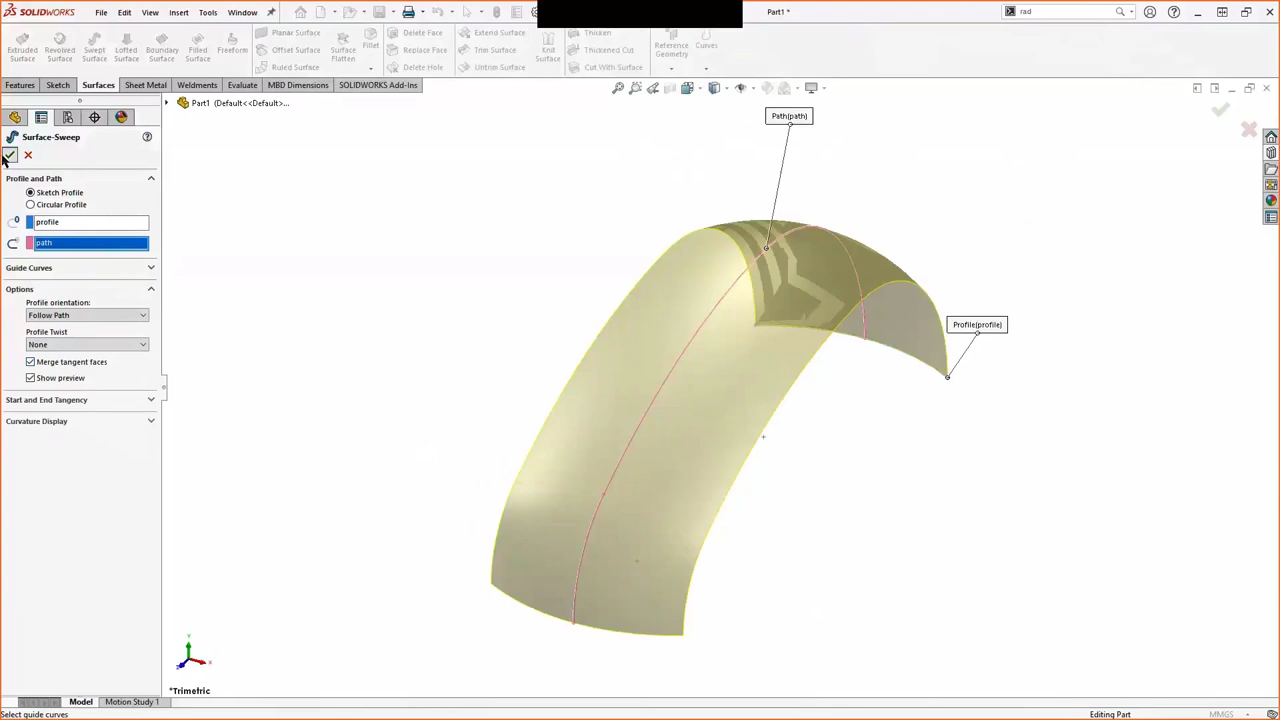 SOLIDWORKS File Edit View Insert Tools Window Part1 * rad
Extruded Surface Revolved Surface Swept Surface Lofted Surface Boundary Surface Filled Surface Freeform Planar Surface Offset Surface Ruled Surface Surface Flatten Fillet Delete Face Replace Face Delete Hole Extend Surface Trim Surface Untrim Surface Knit Surface Thicken Thickened Cut Cut With Surface Reference Geometry Curves
Features Sketch Surfaces Sheet Metal Weldments Evaluate MBD Dimensions SOLIDWORKS Add-Ins
Part1 (Default<<Default>...
Path(path)
Surface-Sweep
Profile and Path
Sketch Profile
Circular Profile
profile
path
Guide Curves
Options
Profile orientation:
Follow Path
Profile(profile)
Profile Twist
None
Merge tangent faces
Show preview
Start and End Tangency
Curvature Display
Y
X
Z
*Trimetric
Model Motion Study 1
Select guide curves Editing Part MMGS